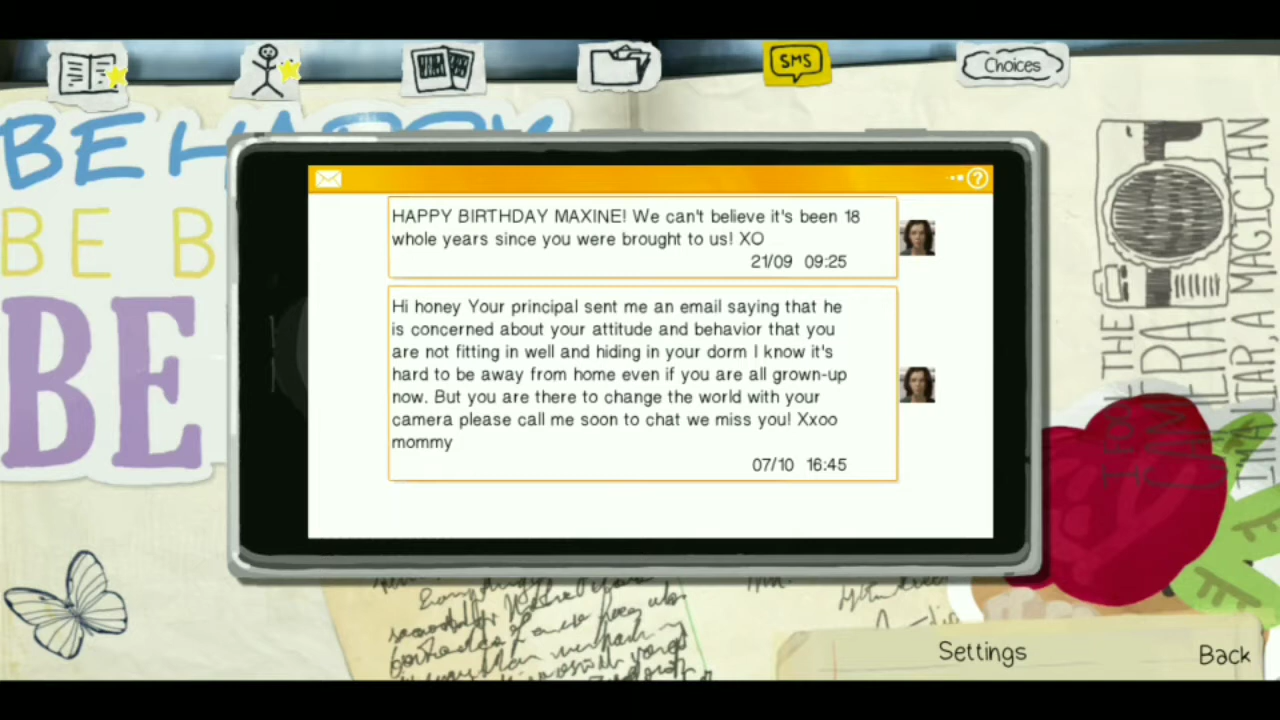 SMS
Choices
BE HAPPY
BE B
BE
HAPPY BIRTHDAY MAXINE! We can't believe it's been 18
whole years since you were brought to us! XO
21/09 09:25
Hi honey Your principal sent me an email saying that he
is concerned about your attitude and behavior that you
are not fitting in well and hiding in your dorm I know it's
hard to be away from home even if you are all grown-up
now. But you are there to change the world with your
camera please call me soon to chat we miss you! Xxoo
mommy
07/10 16:45
?
THE
CAMERA
A MAGICIAN
Settings
Back